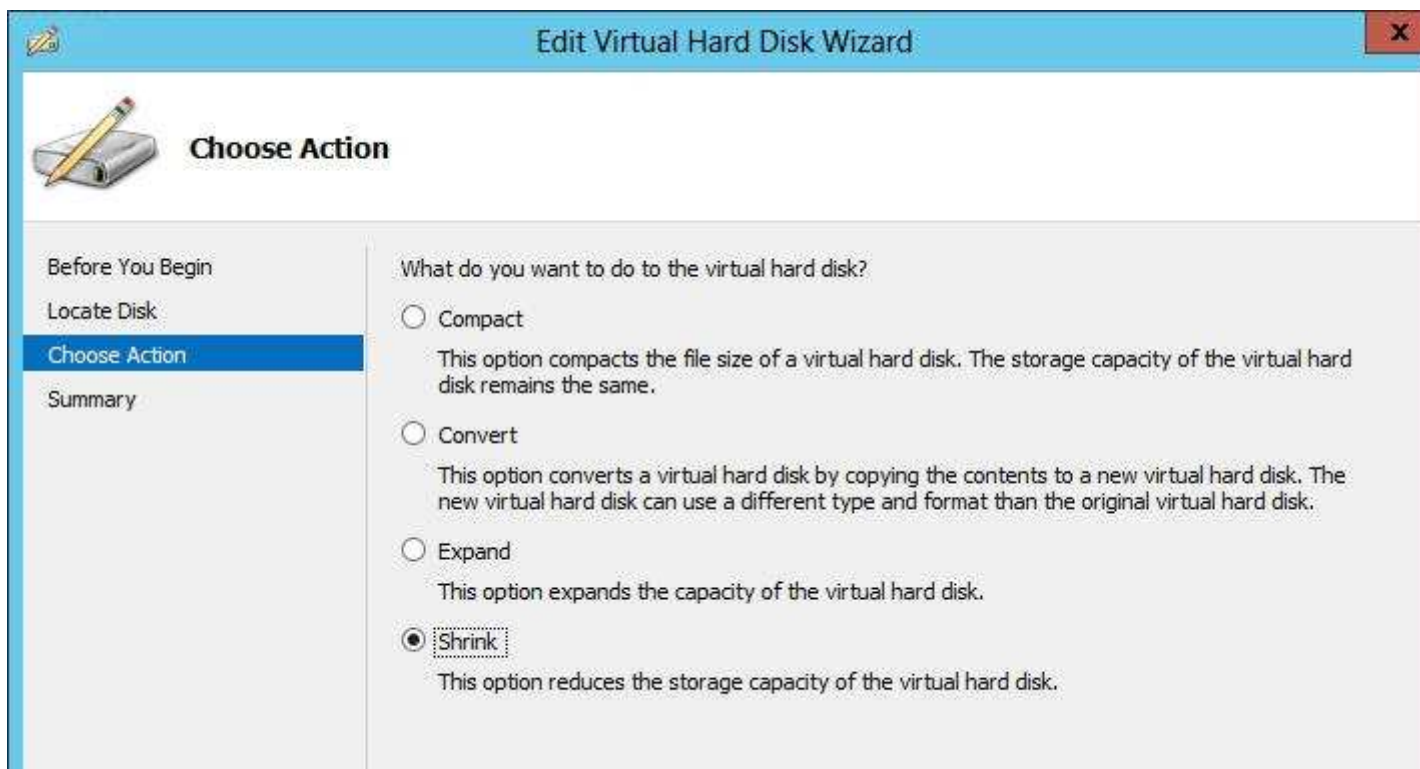 Edit Virtual Hard Disk Wizard
x
Choose Action
Before You Begin
Locate Disk
Choose Action
Summary
What do you want to do to the virtual hard disk?
Compact
This option compacts the file size of a virtual hard disk. The storage capacity of the virtual hard
disk remains the same.
Convert
This option converts a virtual hard disk by copying the contents to a new virtual hard disk. The
new virtual hard disk can use a different type and format than the original virtual hard disk.
Expand
This option expands the capacity of the virtual hard disk.
Shrink
This option reduces the storage capacity of the virtual hard disk.